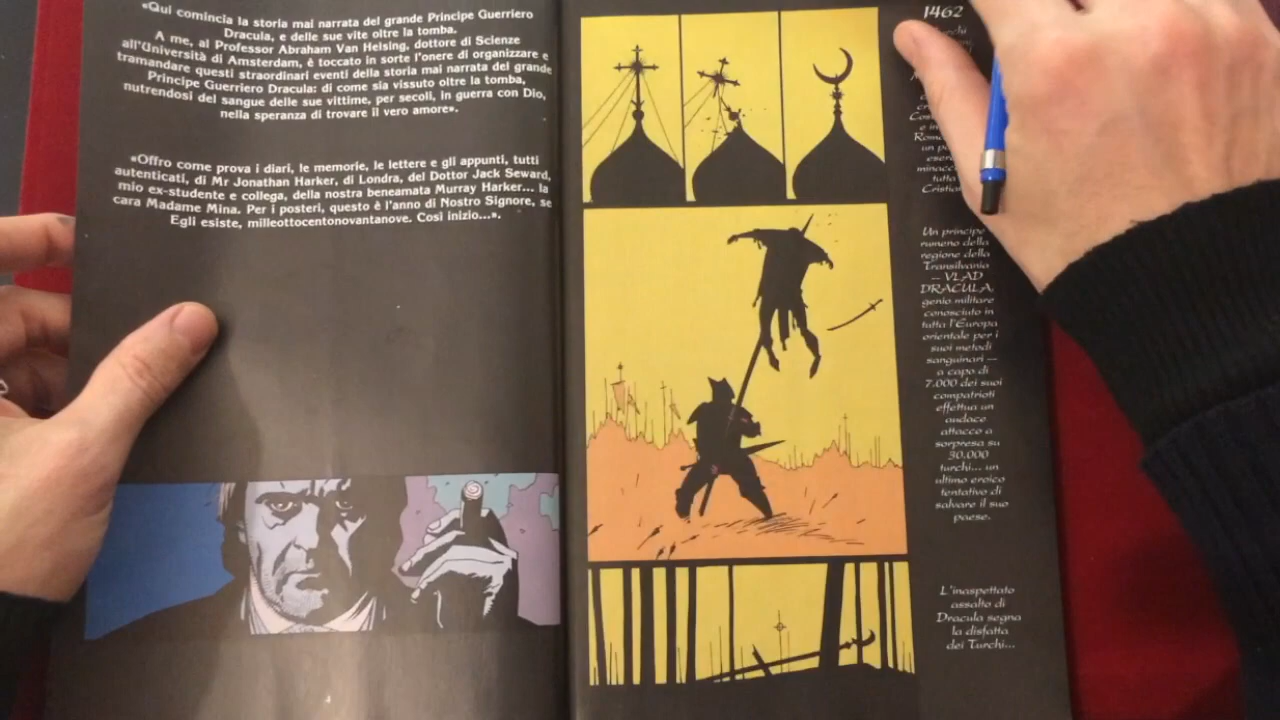 «Qui comincia la storia mai narrata del grande Principe Guerriero
Dracula, e delle sue vite oltre la tomba.
A me, al Professor Abraham Van Helsing, dottore di Scienze
all'Università di Amsterdam, è toccato in sorte l'onere di organizzare e
tramandare questi straordinari eventi della storia mai narrata del grande
Principe Guerriero Dracula: di come sia vissuto oltre la tomba,
nutrendosi del sangue delle sue vittime, per secoli, in guerra con Dio,
nella speranza di trovare il vero amore».
«Offro come prova i diari, le memorie, le lettere e gli appunti, tutti
autenticati, di Mr Jonathan Harker, di Londra, del Dottor Jack Seward,
mio ex-studente e collega, della nostra beneamata Murray Harker... la
cara Madame Mina. Per i posteri, questo è l'anno di Nostro Signore, se
Egli esiste, milleottocentonovantanove. Così inizio...».
1462
tutta
Un principe
rumeno della
regione della
Transilvania
— VLAD
DRACULA,
genio militare
conosciuto in
tutta l'Europa
orientale per i
suoi metodi
sanguinari —
a capo di
7.000 dei suoi
compatrioti
effettua un
audace
attacco a
sorpresa su
30.000
turchi... un
ultimo eroico
tentativo di
salvare il suo
paese.
L'inaspettato
assalto di
Dracula segna
la disfatta
dei Turchi...